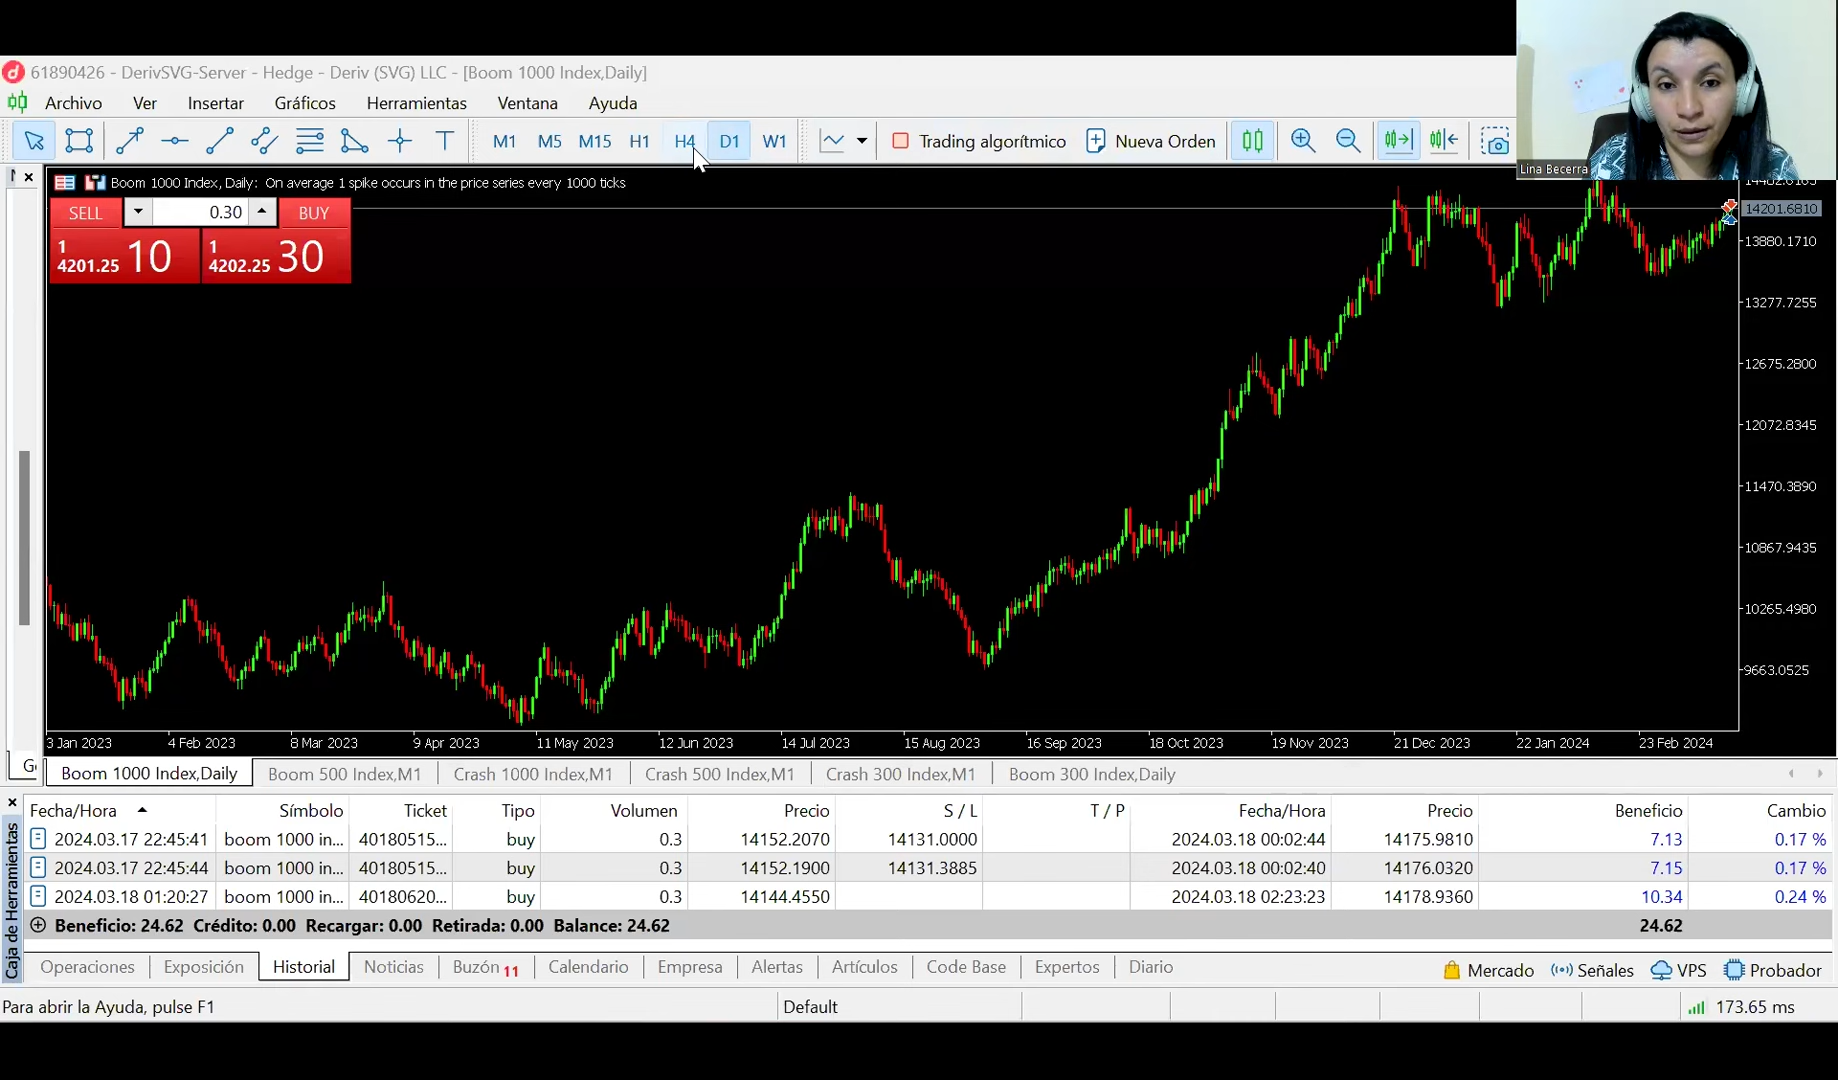 61890426 - DerivSVG-Server - Hedge - Deriv (SVG) LLC - [Boom 1000 Index,Daily]
Archivo Ver Insertar Gráficos Herramientas Ventana Ayuda
T M1 M5 M15 H1 H4 D1 W1 Trading algorítmico Nueva Orden
Lina Becerra
Boom 1000 Index, Daily: On average 1 spike occurs in the price series every 1000 ticks
SELL 0.30 BUY
1 4201.25 10 1 4202.25 30
14201.6810
13880.1710
13277.7255
12675.2800
12072.8345
11470.3890
10867.9435
10265.4980
9663.0525
3 Jan 2023 4 Feb 2023 8 Mar 2023 9 Apr 2023 11 May 2023 12 Jun 2023 14 Jul 2023 15 Aug 2023 16 Sep 2023 18 Oct 2023 19 Nov 2023 21 Dec 2023 22 Jan 2024 23 Feb 2024
Boom 1000 Index,Daily Boom 500 Index,M1 Crash 1000 Index,M1 Crash 500 Index,M1 Crash 300 Index,M1 Boom 300 Index,Daily
Caja de Herramientas
Fecha/Hora Símbolo Ticket Tipo Volumen Precio S / L T / P Fecha/Hora Precio Beneficio Cambio
2024.03.17 22:45:41 boom 1000 in... 40180515... buy 0.3 14152.2070 14131.0000 2024.03.18 00:02:44 14175.9810 7.13 0.17 %
2024.03.17 22:45:44 boom 1000 in... 40180515... buy 0.3 14152.1900 14131.3885 2024.03.18 00:02:40 14176.0320 7.15 0.17 %
2024.03.18 01:20:27 boom 1000 in... 40180620... buy 0.3 14144.4550 2024.03.18 02:23:23 14178.9360 10.34 0.24 %
Beneficio: 24.62 Crédito: 0.00 Recargar: 0.00 Retirada: 0.00 Balance: 24.62 24.62
Operaciones Exposición Historial Noticias Buzón 11 Calendario Empresa Alertas Artículos Code Base Expertos Diario Mercado Señales VPS Probador
Para abrir la Ayuda, pulse F1 Default 173.65 ms